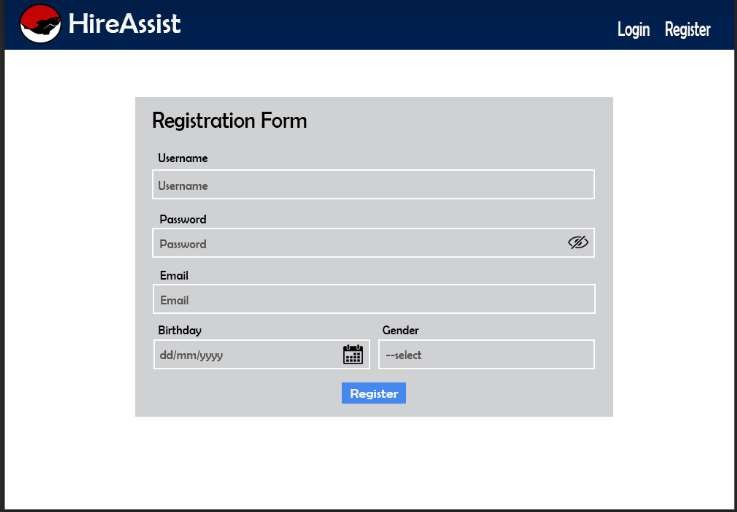 HireAssist
Login Register
Registration Form
Username
Username
Password
Password
Email
Email
Birthday Gender
dd/mm/yyyy --select
Register